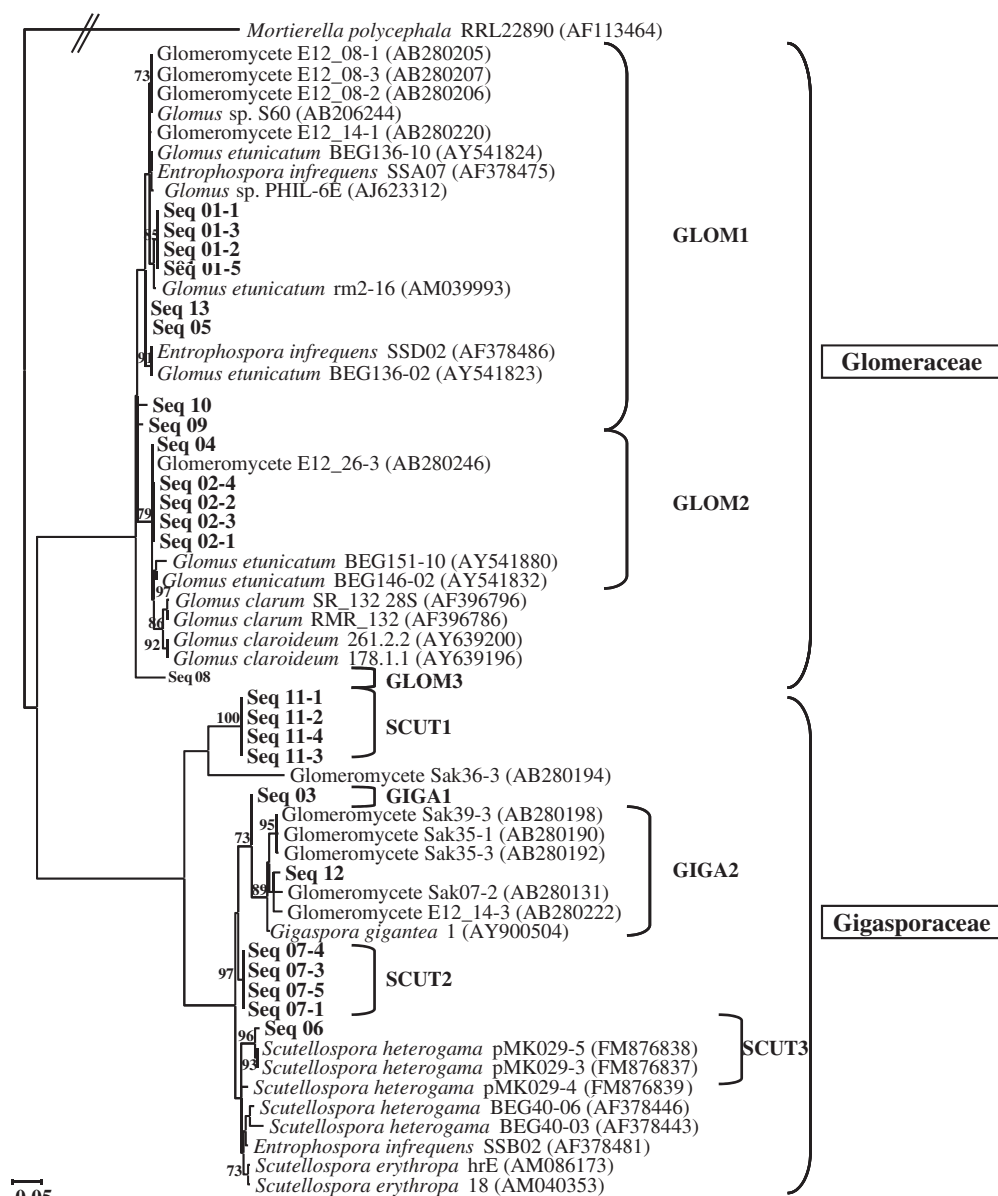 Mortierella polycephala RRL22890 (AF113464)
Glomeromycete E12_08-1 (AB280205)
73
Glomeromycete E12_08-3 (AB280207)
Glomeromycete E12_08-2 (AB280206)
Glomus sp. S60 (AB206244)
Glomeromycete E12_14-1 (AB280220)
Glomus etunicatum BEG136-10 (AY541824)
Entrophospora infrequens SSA07 (AF378475)
Glomus sp. PHIL-6E (AJ623312)
Seq 01-1
Seq 01-3
GLOM1
Seq 01-2
Seq 01-5
Glomus etunicatum rm2-16 (AM039993)
Seq 13
Seq 05
Entrophospora infrequens SSD02 (AF378486)
91
Glomeraceae
Glomus etunicatum BEG136-02 (AY541823)
Seq 10
Seq 09
Seq 04
Glomeromycete E12_26-3 (AB280246)
Seq 02-4
Seq 02-2
GLOM2
79
Seq 02-3
Seq 02-1
Glomus etunicatum BEG151-10 (AY541880)
Glomus etunicatum BEG146-02 (AY541832)
97
Glomus clarum SR_132 28S (AF396796)
Glomus clarum RMR_132 (AF396786)
86
Glomus claroideum 261.2.2 (AY639200)
92
Glomus claroideum 178.1.1 (AY639196)
Seq 08
GLOM3
Seq 11-1
100
Seq 11-2
SCUT1
Seq 11-4
Seq 11-3
Glomeromycete Sak36-3 (AB280194)
Seq 03
GIGA1
Glomeromycete Sak39-3 (AB280198)
95
73
Glomeromycete Sak35-1 (AB280190)
Glomeromycete Sak35-3 (AB280192)
Seq 12
GIGA2
89
Glomeromycete Sak07-2 (AB280131)
Glomeromycete E12_14-3 (AB280222)
Gigasporaceae
Gigaspora gigantea 1 (AY900504)
Seq 07-4
97
Seq 07-3
SCUT2
Seq 07-5
Seq 07-1
Seq 06
96
Scutellospora heterogama pMK029-5 (FM876838)
SCUT3
93
Scutellospora heterogama pMK029-3 (FM876837)
Scutellospora heterogama pMK029-4 (FM876839)
Scutellospora heterogama BEG40-06 (AF378446)
Scutellospora heterogama BEG40-03 (AF378443)
Entrophospora infrequens SSB02 (AF378481)
73
Scutellospora erythropa hrE (AM086173)
Scutellospora erythropa 18 (AM040353)
0.05